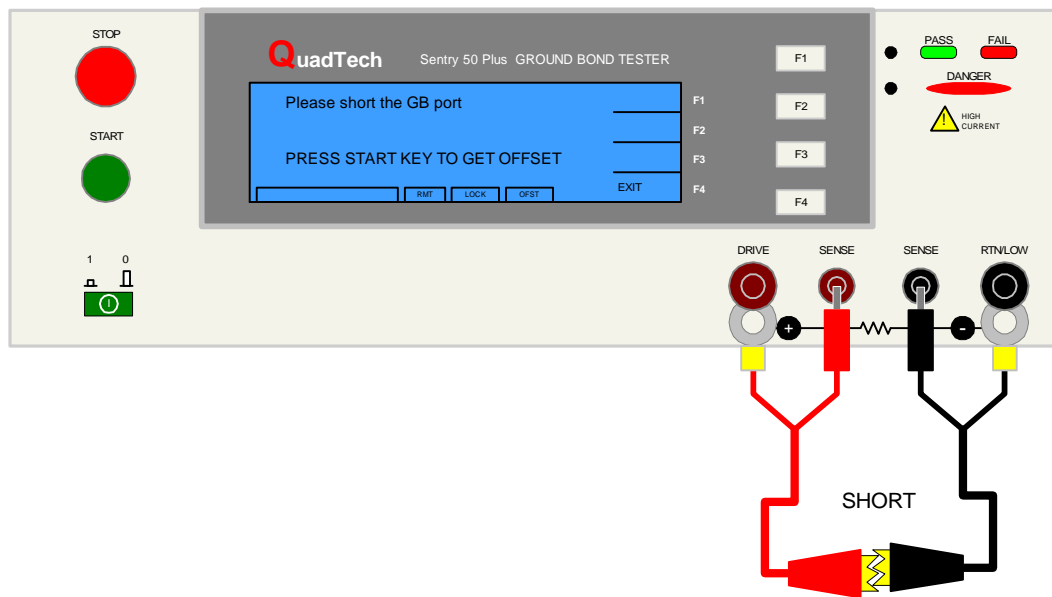 STOP
START
1 0
QuadTech Sentry 50 Plus GROUND BOND TESTER
Please short the GB port
PRESS START KEY TO GET OFFSET
RMT LOCK OFST EXIT
F1
F2
F3
F4
F1
F2
F3
F4
PASS FAIL
DANGER
! HIGH
CURRENT
DRIVE SENSE SENSE RTN/LOW
+ -
SHORT